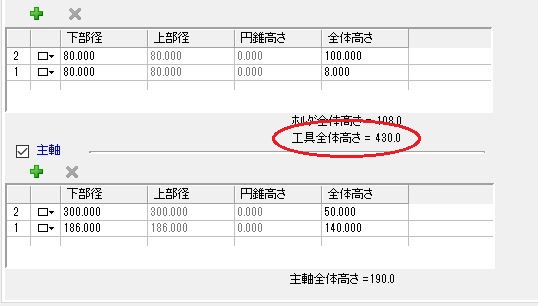 下部径 上部径 円錐高さ 全体高さ
2 80.000 80.000 0.000 100.000
1 80.000 80.000 0.000 8.000
ホルダ全体高さ = 108.0
工具全体高さ = 430.0
主軸
下部径 上部径 円錐高さ 全体高さ
2 300.000 300.000 0.000 50.000
1 186.000 186.000 0.000 140.000
主軸全体高さ =190.0